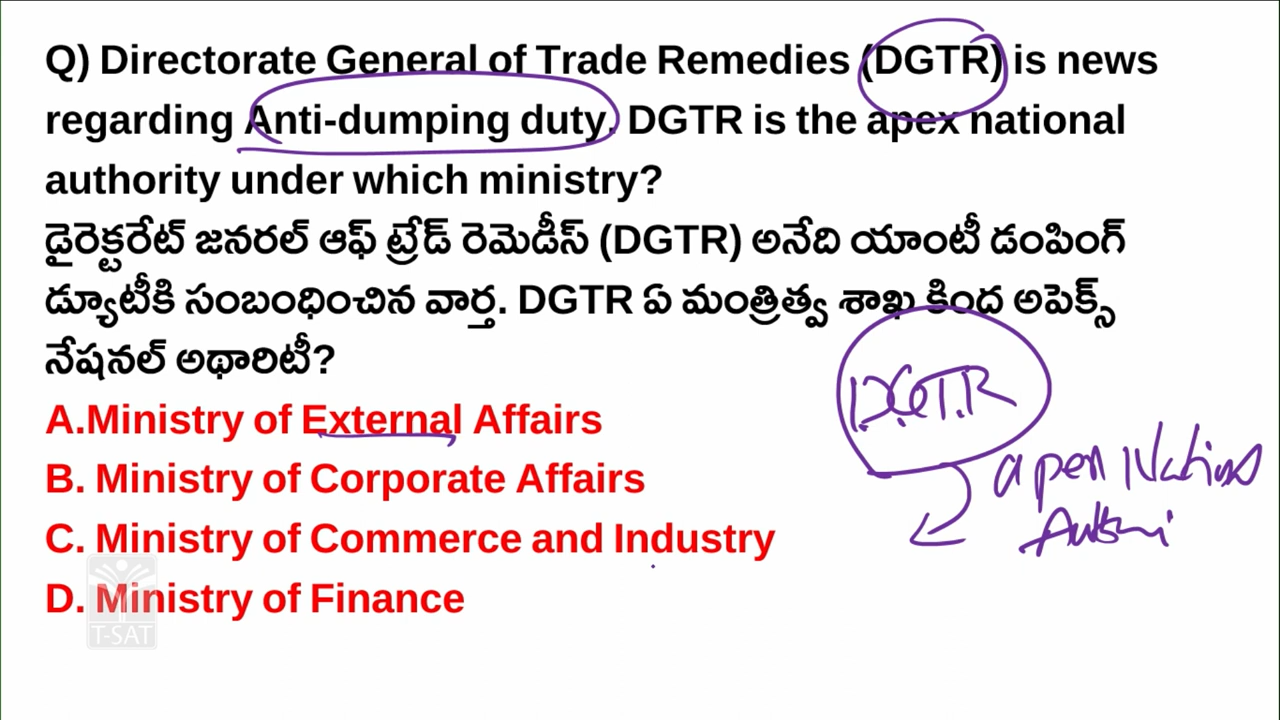 Q) Directorate General of Trade Remedies (DGTR) is news
regarding Anti-dumping duty. DGTR is the apex national
authority under which ministry?
డైరెక్టరేట్ జనరల్ ఆఫ్ ట్రేడ్ రెమెడీస్ (DGTR) అనేది యాంటీ డంపింగ్
డ్యూటీకి సంబంధించిన వార్త. DGTR ఏ మంత్రిత్వ శాఖ కింద అపెక్స్
నేషనల్ అథారిటీ?
A.Ministry of External Affairs
B. Ministry of Corporate Affairs
C. Ministry of Commerce and Industry
D. Ministry of Finance
D.G.T.R
T-SAT